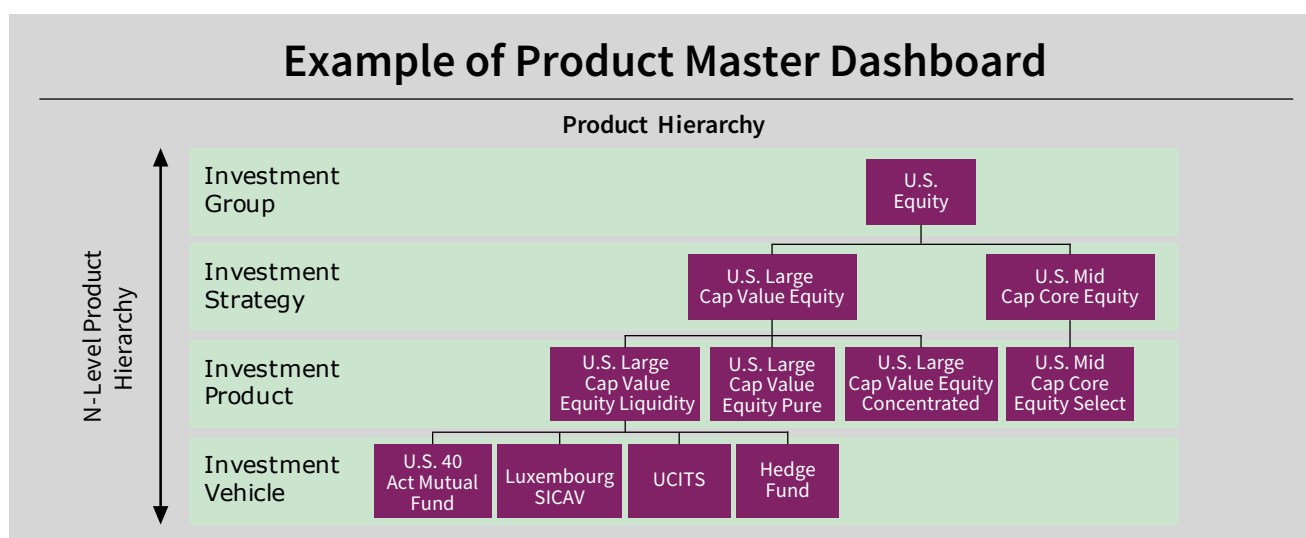 Example of Product Master Dashboard
Product Hierarchy
N-Level Product
Hierarchy
Investment
Group
U.S.
Equity
Investment
Strategy
U.S. Large
Cap Value Equity
U.S. Mid
Cap Core Equity
Investment
Product
U.S. Large
Cap Value
Equity Liquidity
U.S. Large
Cap Value
Equity Pure
U.S. Large
Cap Value Equity
Concentrated
U.S. Mid
Cap Core
Equity Select
Investment
Vehicle
U.S. 40
Act Mutual
Fund
Luxembourg
SICAV
UCITS
Hedge
Fund